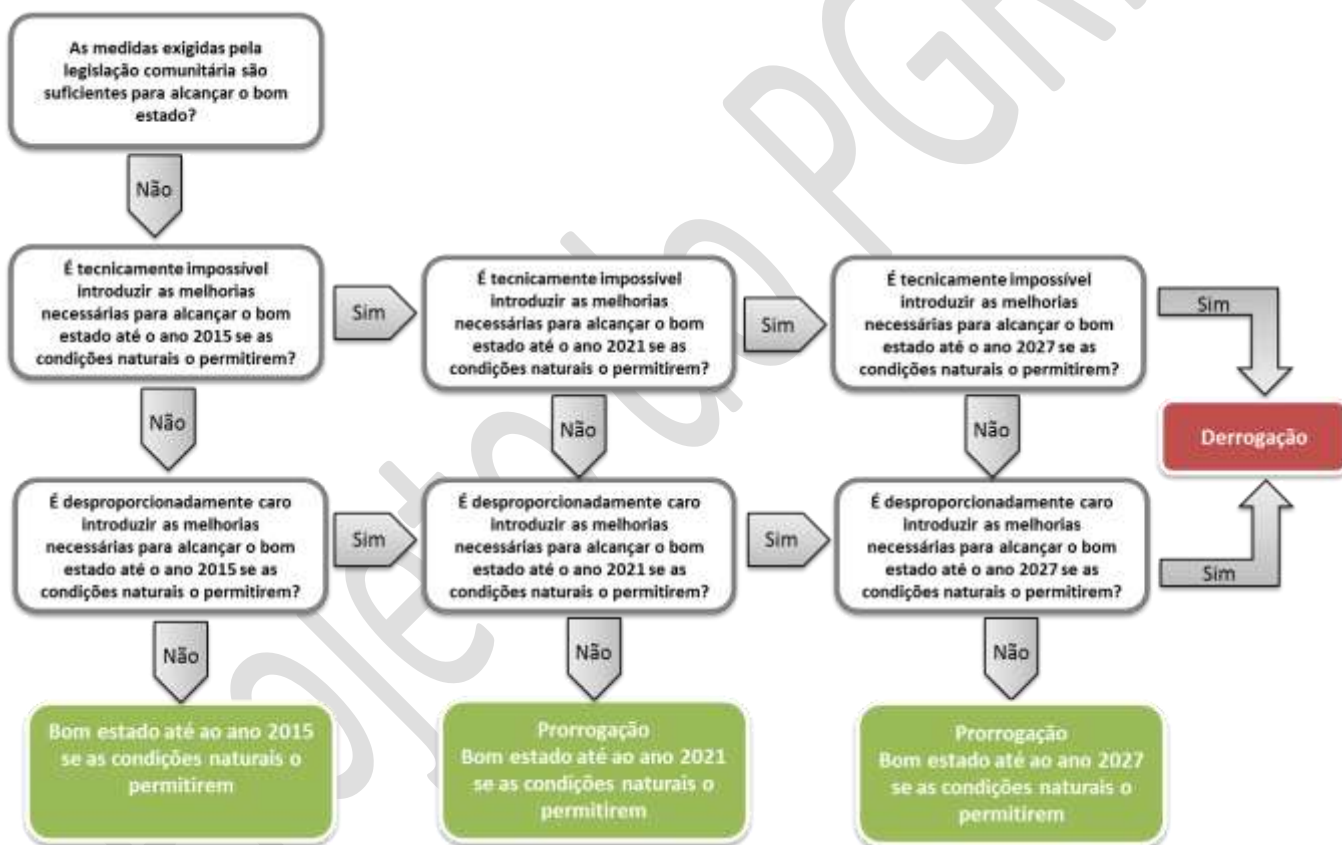 As medidas exigidas pela
legislação comunitária são
suficientes para alcançar o bom
estado?
Não
É tecnicamente impossível
introduzir as melhorias
necessárias para alcançar o bom
estado até o ano 2015 se as
condições naturais o permitirem?
Sim
É tecnicamente impossível
introduzir as melhorias
necessárias para alcançar o bom
estado até o ano 2021 se as
condições naturais o permitirem?
Sim
É tecnicamente impossível
introduzir as melhorias
necessárias para alcançar o bom
estado até o ano 2027 se as
condições naturais o permitirem?
Sim
Não
Não
Não
Derrogação
É desproporcionadamente caro
introduzir as melhorias
necessárias para alcançar o bom
estado até o ano 2015 se as
condições naturais o permitirem?
Sim
É desproporcionadamente caro
introduzir as melhorias
necessárias para alcançar o bom
estado até o ano 2021 se as
condições naturais o permitirem?
Sim
É desproporcionadamente caro
introduzir as melhorias
necessárias para alcançar o bom
estado até o ano 2027 se as
condições naturais o permitirem?
Sim
Não
Não
Não
Bom estado até ao ano 2015
se as condições naturais o
permitirem
Prorrogação
Bom estado até ao ano 2021
se as condições naturais o
permitirem
Prorrogação
Bom estado até ao ano 2027
se as condições naturais o
permitirem